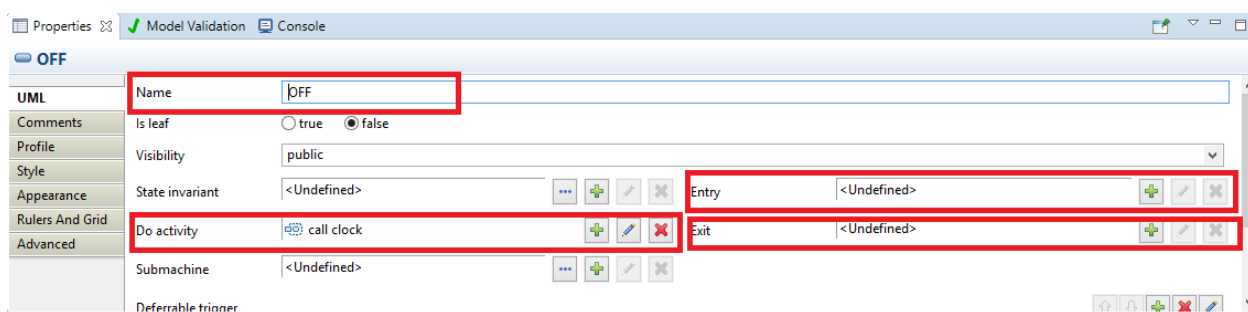 Properties Model Validation Console
OFF
UML
Comments
Profile
Style
Appearance
Rulers And Grid
Advanced
Name OFF
Is leaf true false
Visibility public
State invariant <Undefined> Entry <Undefined>
Do activity call clock Exit <Undefined>
Submachine <Undefined>
Deferrable trigger